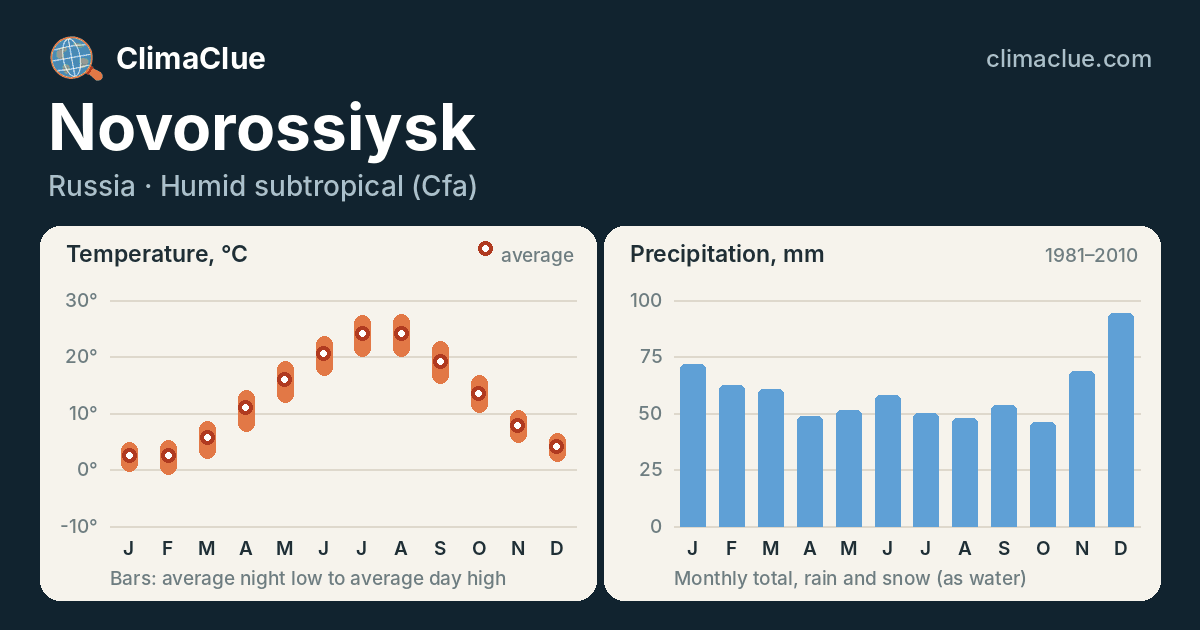 ClimaClue
climaclue.com
Novorossiysk
Russia · Humid subtropical (Cfa)
Temperature, °C
average
30°
20°
10°
0°
-10°
J F M A M J J A S O N D
Bars: average night low to average day high
Precipitation, mm
1981–2010
100
75
50
25
0
J F M A M J J A S O N D
Monthly total, rain and snow (as water)